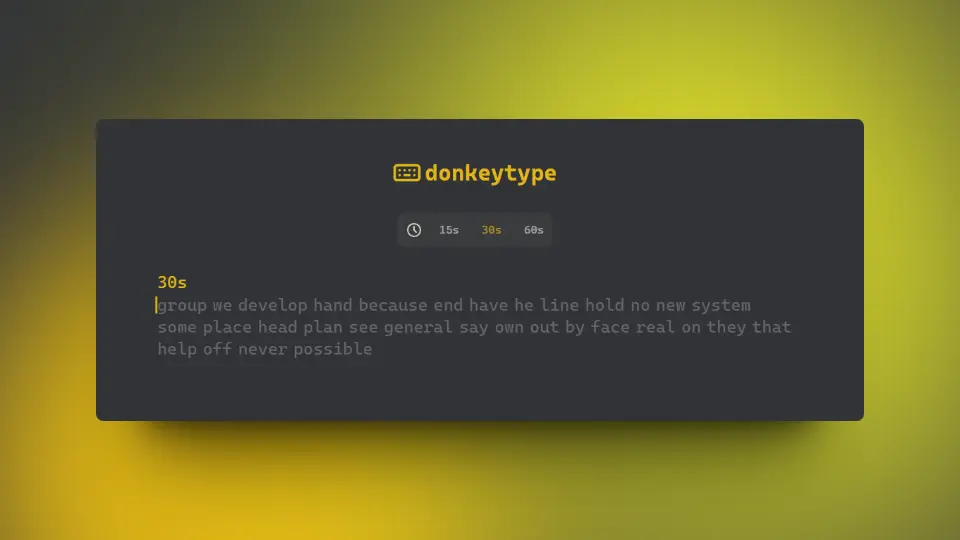 donkeytype
15s 30s 60s
30s
group we develop hand because end have he line hold no new system
some place head plan see general say own out by face real on they that
help off never possible